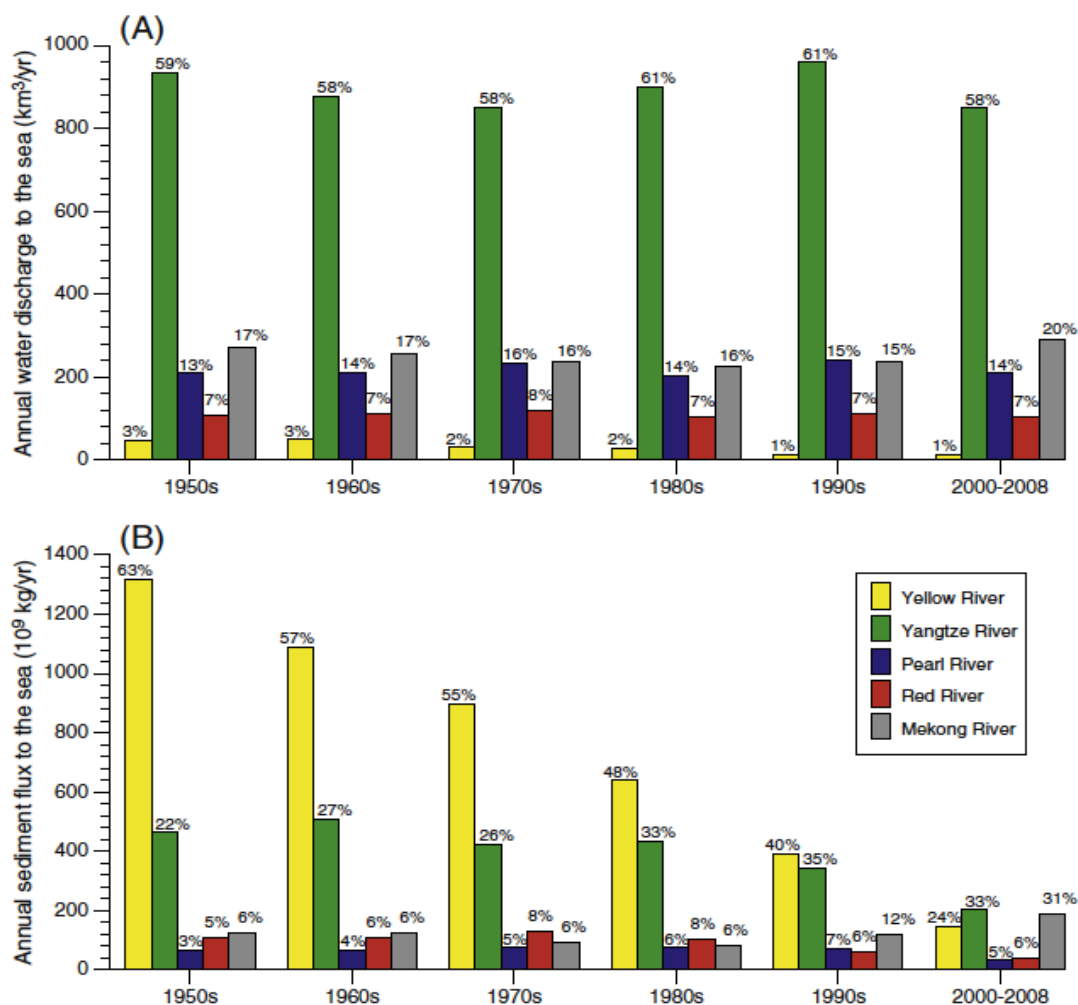 (A)
Annual water discharge to the sea (km³/yr)
1000
800
600
400
200
0
3% 59% 13% 7% 17%
3% 58% 14% 7% 17%
2% 58% 16% 8% 16%
2% 61% 14% 7% 16%
1% 61% 15% 7% 15%
1% 58% 14% 7% 20%
1950s 1960s 1970s 1980s 1990s 2000-2008
(B)
Annual sediment flux to the sea (10⁹ kg/yr)
1400
1200
1000
800
600
400
200
0
63% 22% 3% 5% 6%
57% 27% 4% 6% 6%
55% 26% 5% 8% 6%
48% 33% 6% 8% 6%
40% 35% 7% 6% 12%
24% 33% 5% 6% 31%
Yellow River
Yangtze River
Pearl River
Red River
Mekong River
1950s 1960s 1970s 1980s 1990s 2000-2008